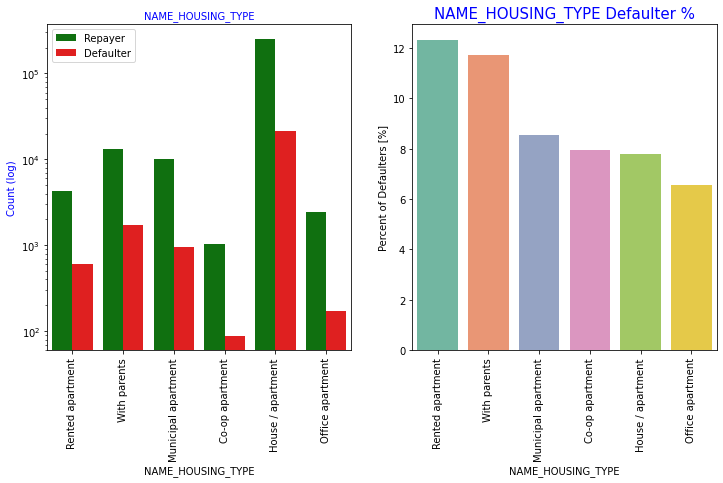 NAME_HOUSING_TYPE
Repayer
Defaulter
Count (log)
10^5
10^4
10^3
10^2
Rented apartment
With parents
Municipal apartment
Co-op apartment
House / apartment
Office apartment
NAME_HOUSING_TYPE
NAME_HOUSING_TYPE Defaulter %
Percent of Defaulters [%]
12
10
8
6
4
2
0
Rented apartment
With parents
Municipal apartment
Co-op apartment
House / apartment
Office apartment
NAME_HOUSING_TYPE